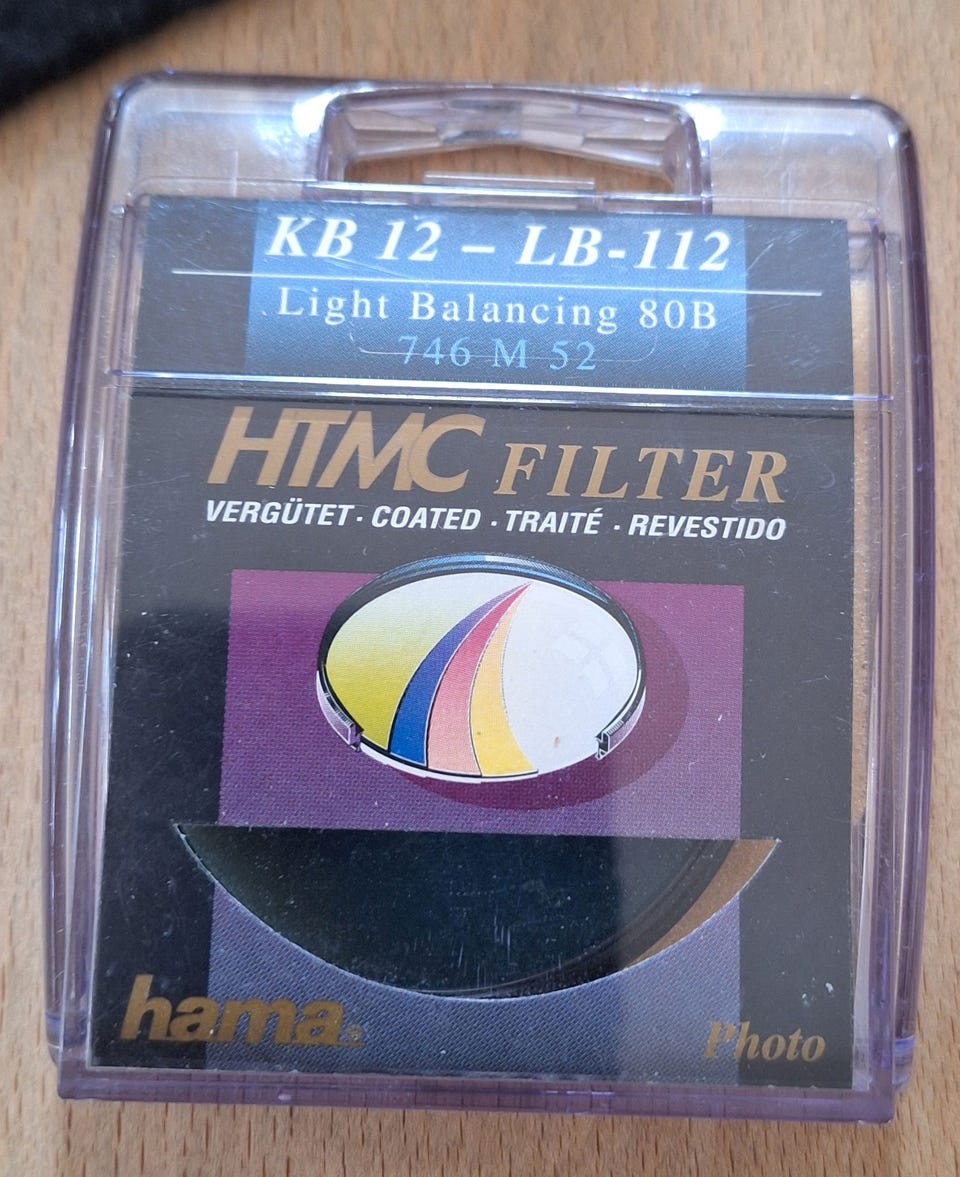 KB 12 – LB-112
Light Balancing 80B
746 M 52
HTMC FILTER
VERGÜTET · COATED · TRAITÉ · REVESTIDO
hama®
Photo